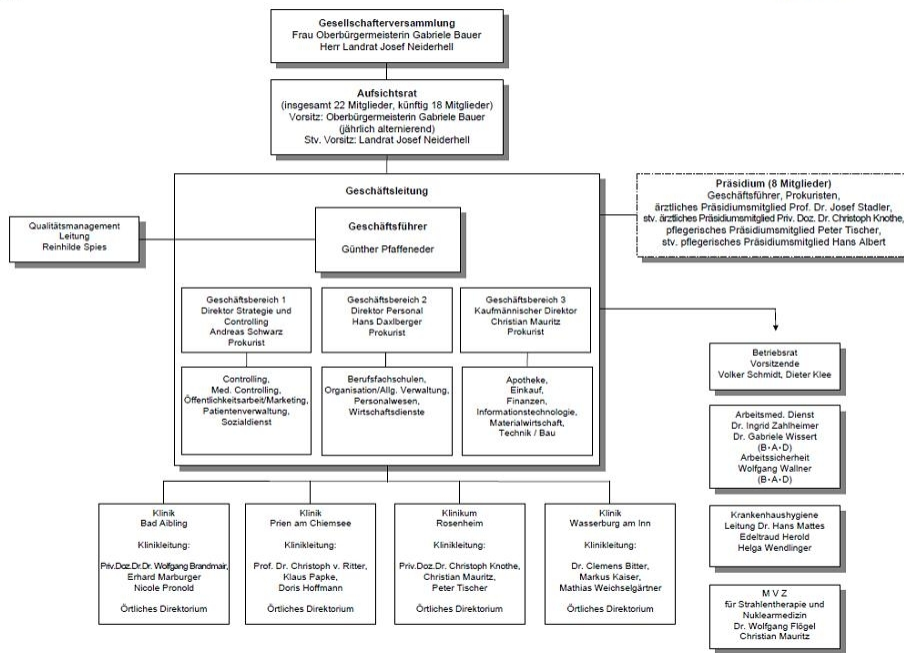 Gesellschafterversammlung
Frau Oberbürgermeisterin Gabriele Bauer
Herr Landrat Josef Neiderhell
Aufsichtsrat
(insgesamt 22 Mitglieder, künftig 18 Mitglieder)
Vorsitz: Oberbürgermeisterin Gabriele Bauer
(jährlich alternierend)
Stv. Vorsitz: Landrat Josef Neiderhell
Geschäftsleitung
Geschäftsführer
Günther Pfaffeneder
Präsidium (8 Mitglieder)
Geschäftsführer, Prokuristen,
ärztliches Präsidiumsmitglied Prof. Dr. Josef Stadler,
stv. ärztliches Präsidiumsmitglied Priv. Doz. Dr. Christoph Knothe,
pflegerisches Präsidiumsmitglied Peter Tischer,
stv. pflegerisches Präsidiumsmitglied Hans Albert
Qualitätsmanagement
Leitung
Reinhilde Spies
Geschäftsbereich 1
Direktor Strategie und
Controlling
Andreas Schwarz
Prokurist
Geschäftsbereich 2
Direktor Personal
Hans Daxlberger
Prokurist
Geschäftsbereich 3
Kaufmännischer Direktor
Christian Mauritz
Prokurist
Controlling,
Med. Controlling,
Öffentlichkeitsarbeit/Marketing,
Patientenverwaltung,
Sozialdienst
Berufsfachschulen,
Organisation/Allg. Verwaltung,
Personalwesen,
Wirtschaftsdienste
Apotheke,
Einkauf,
Finanzen,
Informationstechnologie,
Materialwirtschaft,
Technik / Bau
Betriebsrat
Vorsitzende
Volker Schmidt, Dieter Klee
Arbeitsmed. Dienst
Dr. Ingrid Zahlheimer
Dr. Gabriele Wissert
(B·A·D)
Arbeitssicherheit
Wolfgang Wallner
(B·A·D)
Krankenhaushygiene
Leitung Dr. Hans Mattes
Edeltraud Herold
Helga Wendlinger
M V Z
für Strahlentherapie und
Nuklearmedizin
Dr. Wolfgang Flögel
Christian Mauritz
Klinik
Bad Aibling
Klinikleitung:
Priv.Doz.Dr.Dr. Wolfgang Brandmair,
Erhard Marburger
Nicole Pronold
Örtliches Direktorium
Klinik
Prien am Chiemsee
Klinikleitung:
Prof. Dr. Christoph v. Ritter,
Klaus Papke,
Doris Hoffmann
Örtliches Direktorium
Klinikum
Rosenheim
Klinikleitung:
Priv.Doz.Dr. Christoph Knothe,
Christian Mauritz,
Peter Tischer
Örtliches Direktorium
Klinik
Wasserburg am Inn
Klinikleitung:
Dr. Clemens Bitter,
Markus Kaiser,
Mathias Weichselgärtner
Örtliches Direktorium